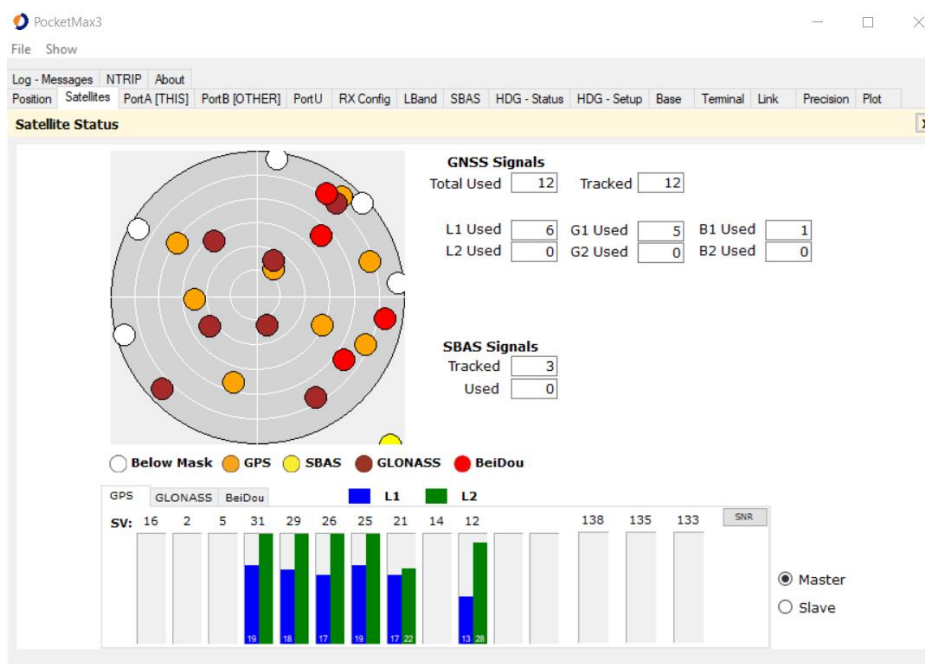 PocketMax3
File Show
Log - Messages NTRIP About
Position Satellites PortA [THIS] PortB [OTHER] PortU RX Config LBand SBAS HDG - Status HDG - Setup Base Terminal Link Precision Plot
Satellite Status
GNSS Signals
Total Used 12 Tracked 12
L1 Used 6 G1 Used 5 B1 Used 1
L2 Used 0 G2 Used 0 B2 Used 0
SBAS Signals
Tracked 3
Used 0
Below Mask GPS SBAS GLONASS BeiDou
GPS GLONASS BeiDou L1 L2
SV: 16 2 5 31 29 26 25 21 14 12 138 135 133 SNR
19 18 17 19 17 22 13 28
Master
Slave